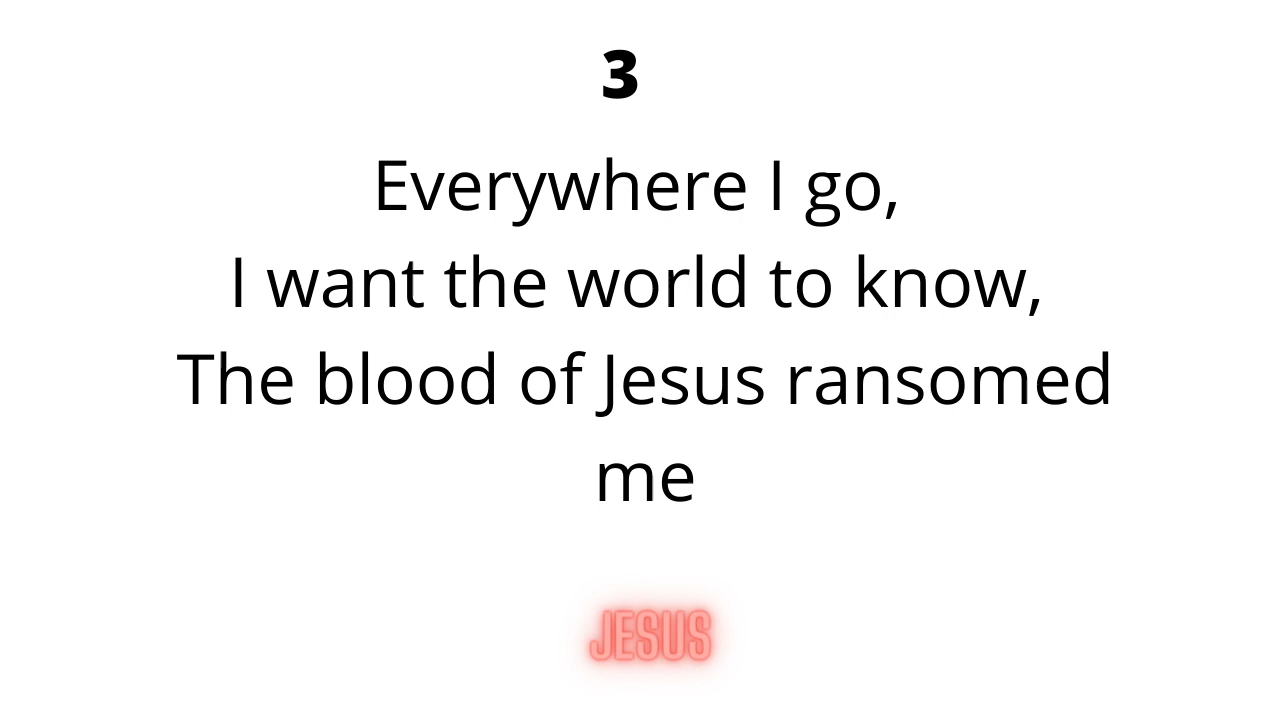 3
Everywhere I go,
I want the world to know,
The blood of Jesus ransomed
me
JESUS